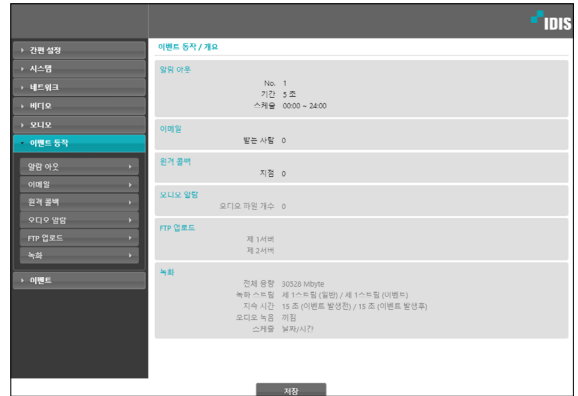 IDIS
간편 설정
시스템
네트워크
비디오
오디오
이벤트 동작
알람 아웃
이메일
원격 콜백
오디오 알람
FTP 업로드
녹화
이벤트
이벤트 동작 / 개요
알람 아웃
No. 1
기간 5 초
스케쥴 00:00 ~ 24:00
이메일
받는 사람 0
원격 콜백
지점 0
오디오 알람
오디오 파일 개수 0
FTP 업로드
제 1서버
제 2서버
녹화
전체 용량 30528 Mbyte
녹화 스트림 제 1스트림 (일반) / 제 1스트림 (이벤트)
지속 시간 15 초 (이벤트 발생전) / 15 초 (이벤트 발생후)
오디오 녹음 꺼짐
스케쥴 날짜/시간
저장